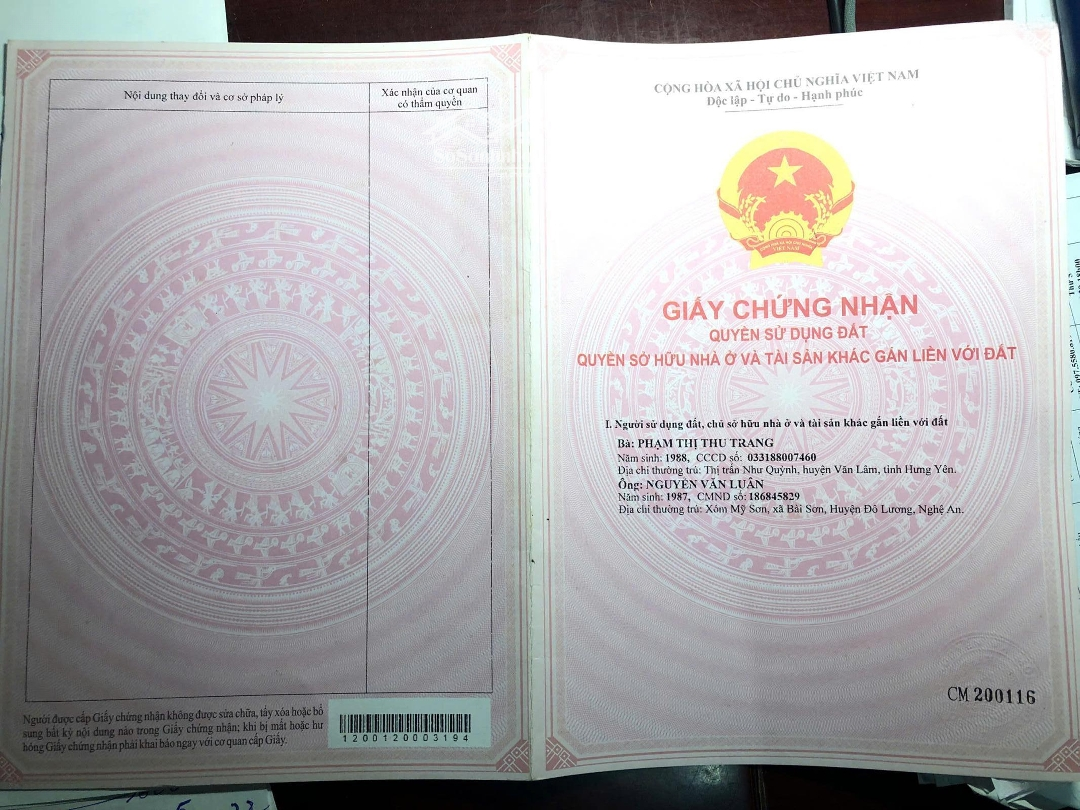 Nội dung thay đổi và cơ sở pháp lý
Xác nhận của cơ quan
có thẩm quyền
Người được cấp Giấy chứng nhận không được sửa chữa, tẩy xóa hoặc bổ
sung bất kỳ nội dung nào trong Giấy chứng nhận; khi bị mất hoặc hư
hỏng Giấy chứng nhận phải khai báo ngay với cơ quan cấp Giấy.
1200120003194
CỘNG HÒA XÃ HỘI CHỦ NGHĨA VIỆT NAM
Độc lập - Tự do - Hạnh phúc
VIỆT NAM
GIẤY CHỨNG NHẬN
QUYỀN SỬ DỤNG ĐẤT
QUYỀN SỞ HỮU NHÀ Ở VÀ TÀI SẢN KHÁC GẮN LIỀN VỚI ĐẤT
I. Người sử dụng đất, chủ sở hữu nhà ở và tài sản khác gắn liền với đất
Bà: PHẠM THỊ THU TRANG
Năm sinh: 1988, CCCD số: 033188007460
Địa chỉ thường trú: Thị trấn Như Quỳnh, huyện Văn Lâm, tỉnh Hưng Yên.
Ông: NGUYỄN VĂN LUÂN
Năm sinh: 1987, CMND số: 186845829
Địa chỉ thường trú: Xóm Mỹ Sơn, xã Bài Sơn, Huyện Đô Lương, Nghệ An.
CM 200116